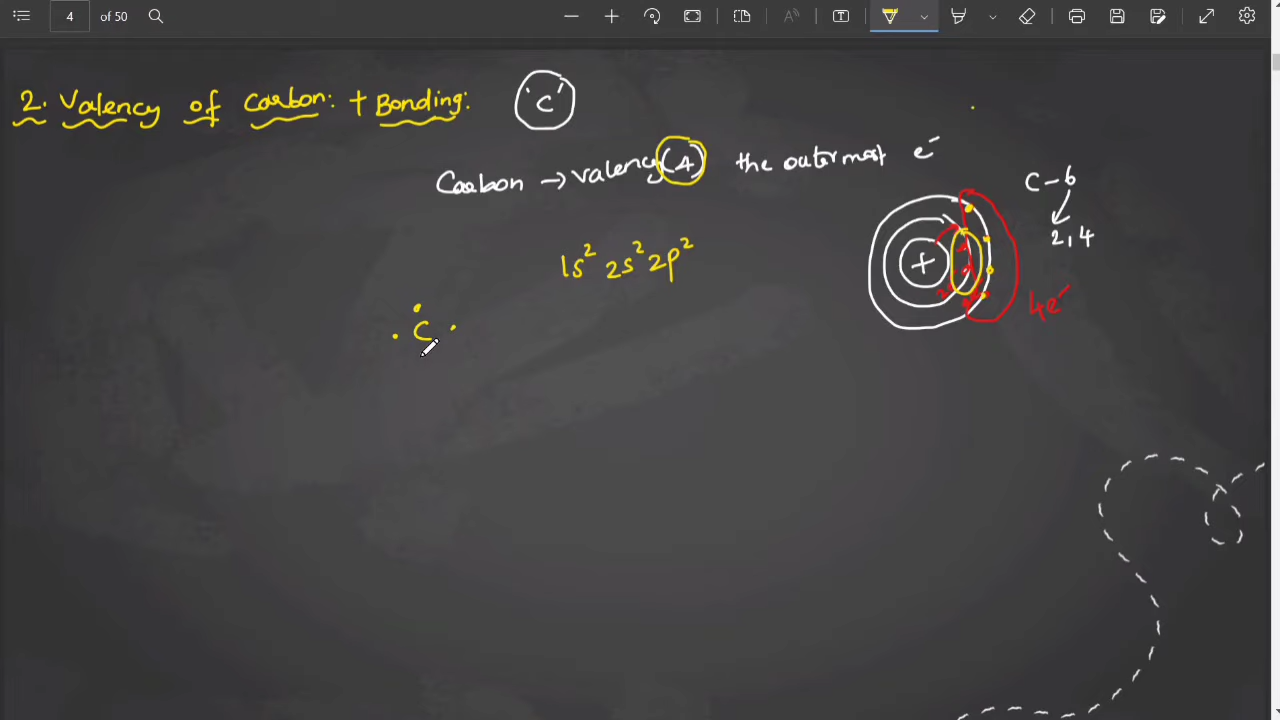 4 of 50
2. Valency of Carbon: + Bonding: 'C'
Carbon → valency (4) the outermost e⁻
C - 6
2, 4
1s² 2s² 2p²
+
4e⁻
C